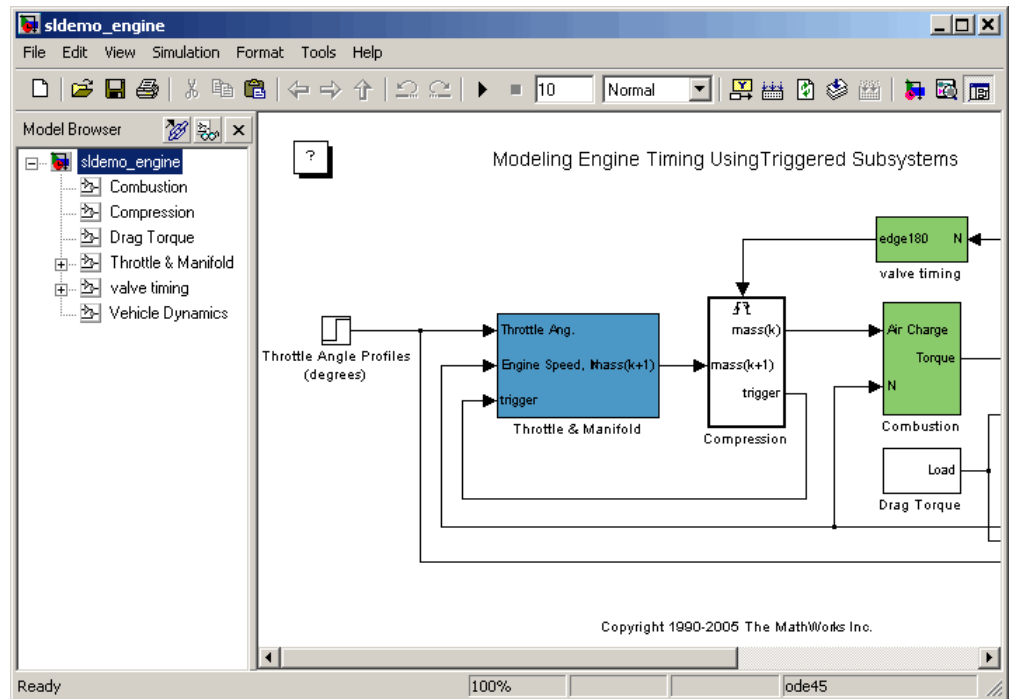 sldemo_engine
File Edit View Simulation Format Tools Help
10 Normal
Model Browser
sldemo_engine
Combustion
Compression
Drag Torque
Throttle & Manifold
valve timing
Vehicle Dynamics
?
Modeling Engine Timing UsingTriggered Subsystems
edge180 N
valve timing
Throttle Angle Profiles
(degrees)
Throttle Ang.
Engine Speed, N
mass(k+1)
trigger
Throttle & Manifold
mass(k)
mass(k+1)
trigger
Compression
Air Charge
Torque
N
Combustion
Load
Drag Torque
Copyright 1990-2005 The MathWorks Inc.
Ready 100% ode45